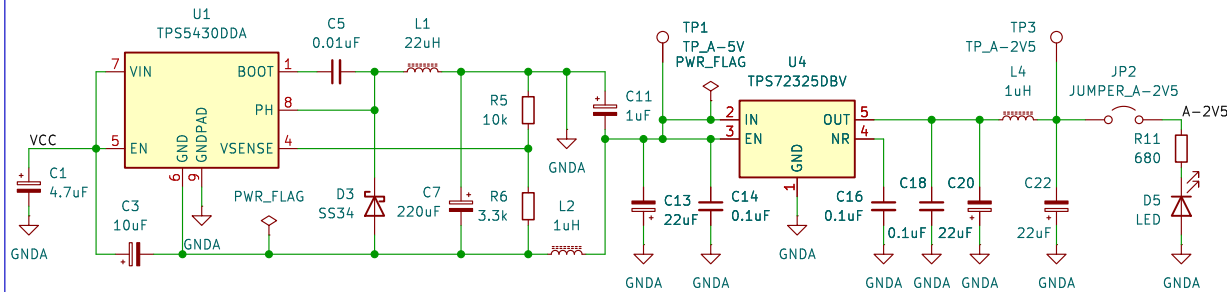 U1
TPS5430DDA
7
VIN
BOOT
1
PH
8
5
EN
VSENSE
4
GND
GNDPAD
6
9
GNDA
VCC
C1
4.7uF
GNDA
C3
10uF
PWR_FLAG
C5
0.01uF
L1
22uH
D3
SS34
C7
220uF
R5
10k
R6
3.3k
GNDA
L2
1uH
C11
1uF
TP1
TP_A-5V
PWR_FLAG
U4
TPS72325DBV
2
IN
OUT
5
3
EN
NR
4
GND
1
GNDA
C13
22uF
GNDA
C14
0.1uF
GNDA
C16
0.1uF
GNDA
C18
0.1uF
GNDA
C20
22uF
GNDA
TP3
TP_A-2V5
L4
1uH
C22
22uF
GNDA
JP2
JUMPER_A-2V5
A-2V5
R11
680
D5
LED
GNDA